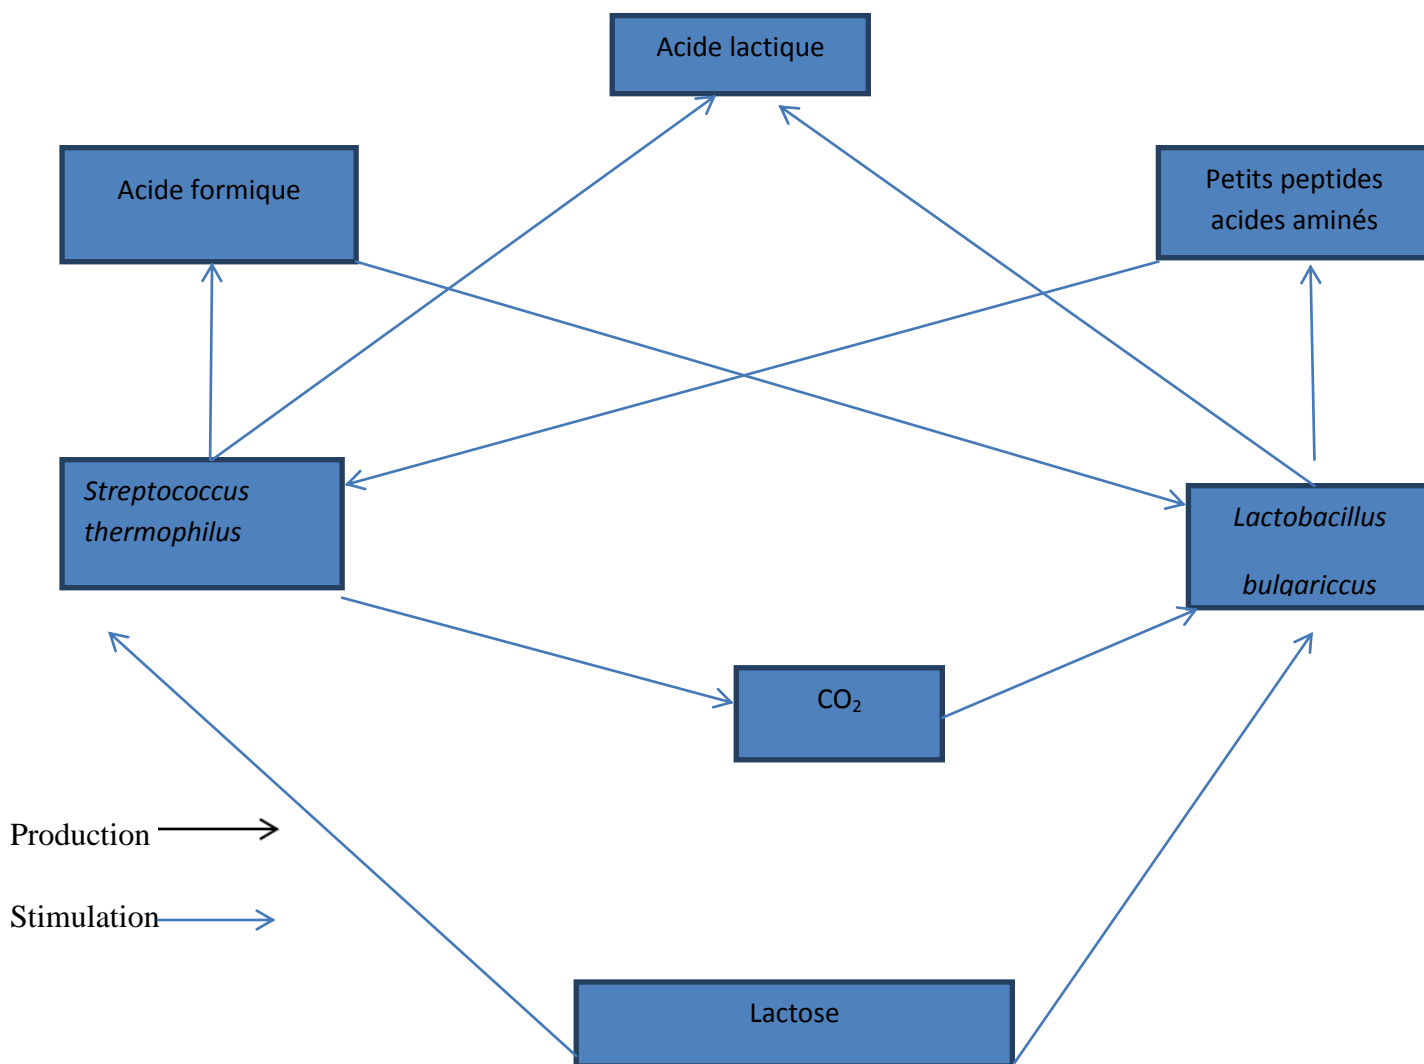 Acide lactique
Acide formique
Petits peptides
acides aminés
Streptococcus
thermophilus
Lactobacillus
bulgariccus
CO₂
Production
Stimulation
Lactose